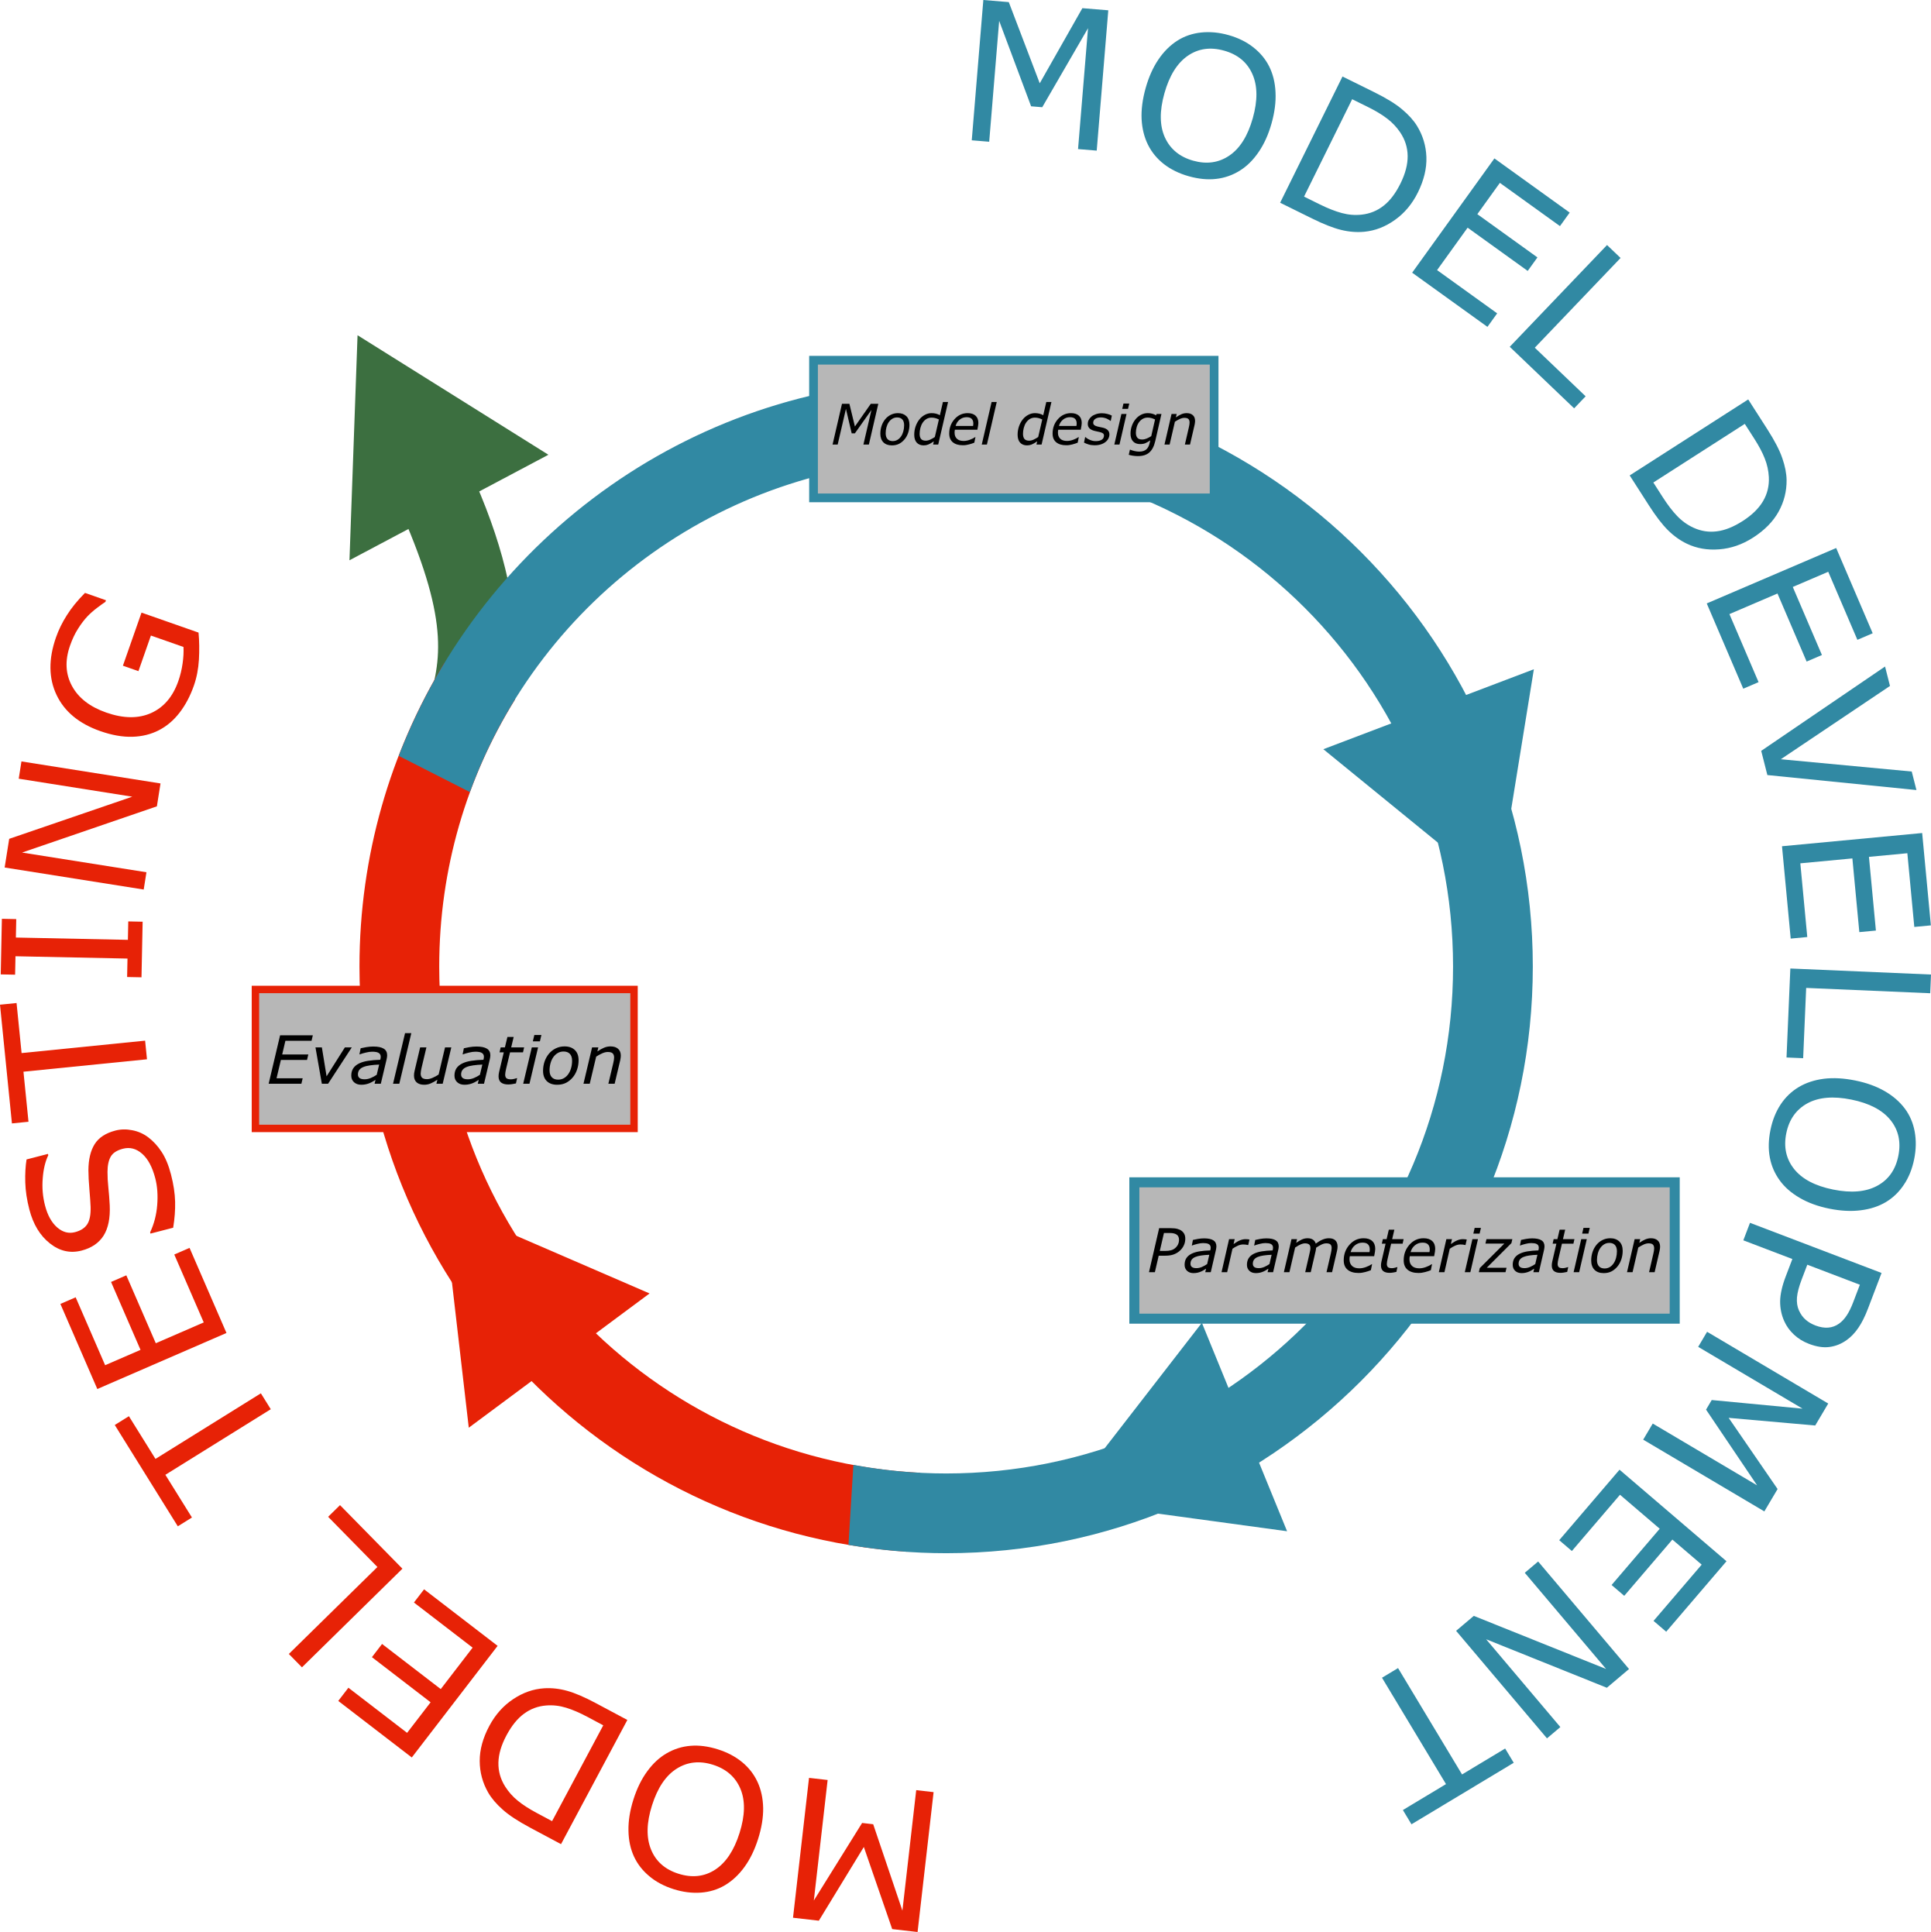 MODEL DEVELOPMENT
Model design
Evaluation
Parameterization
MODEL TESTING